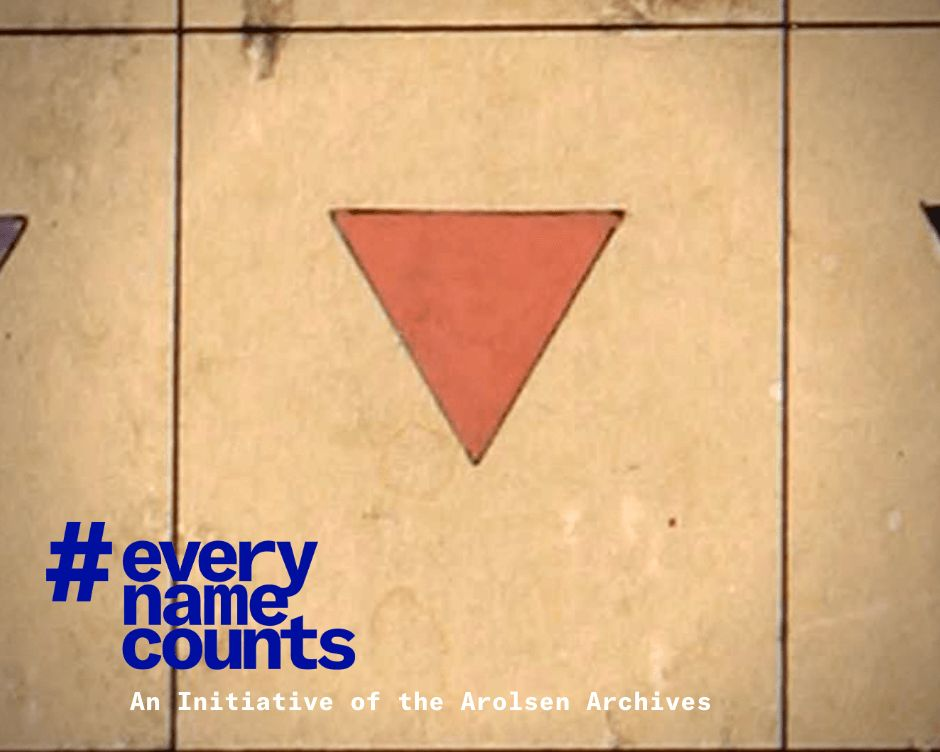 #every
name
counts
An Initiative of the Arolsen Archives